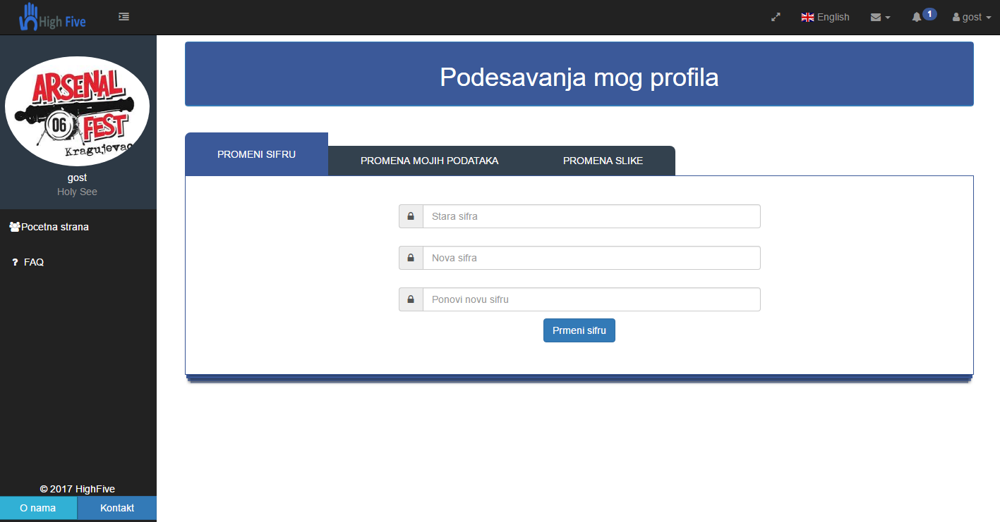 High Five
English
1
gost
ARSENAL
06 FEST
Kragujevac
gost
Holy See
Pocetna strana
? FAQ
© 2017 HighFive
O nama
Kontakt
Podesavanja mog profila
PROMENI SIFRU
PROMENA MOJIH PODATAKA
PROMENA SLIKE
Stara sifra
Nova sifra
Ponovi novu sifru
Prmeni sifru